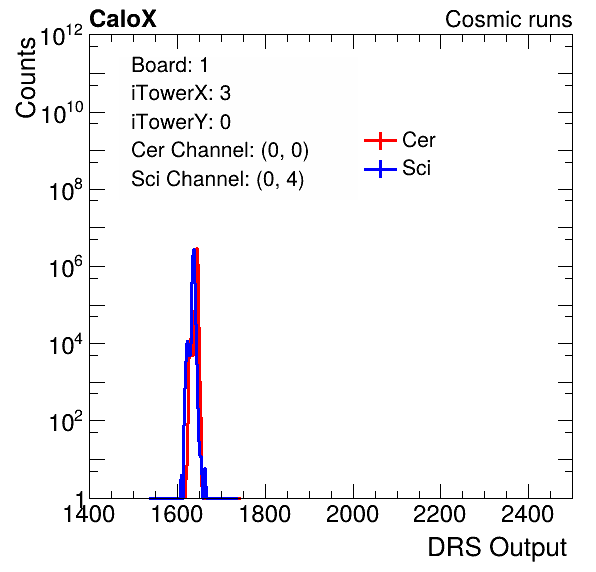 CaloX Cosmic runs
Counts
10^12
10^10
10^8
10^6
10^4
10^2
1
Board: 1
iTowerX: 3
iTowerY: 0
Cer Channel: (0, 0)
Sci Channel: (0, 4)
Cer
Sci
1400 1600 1800 2000 2200 2400
DRS Output